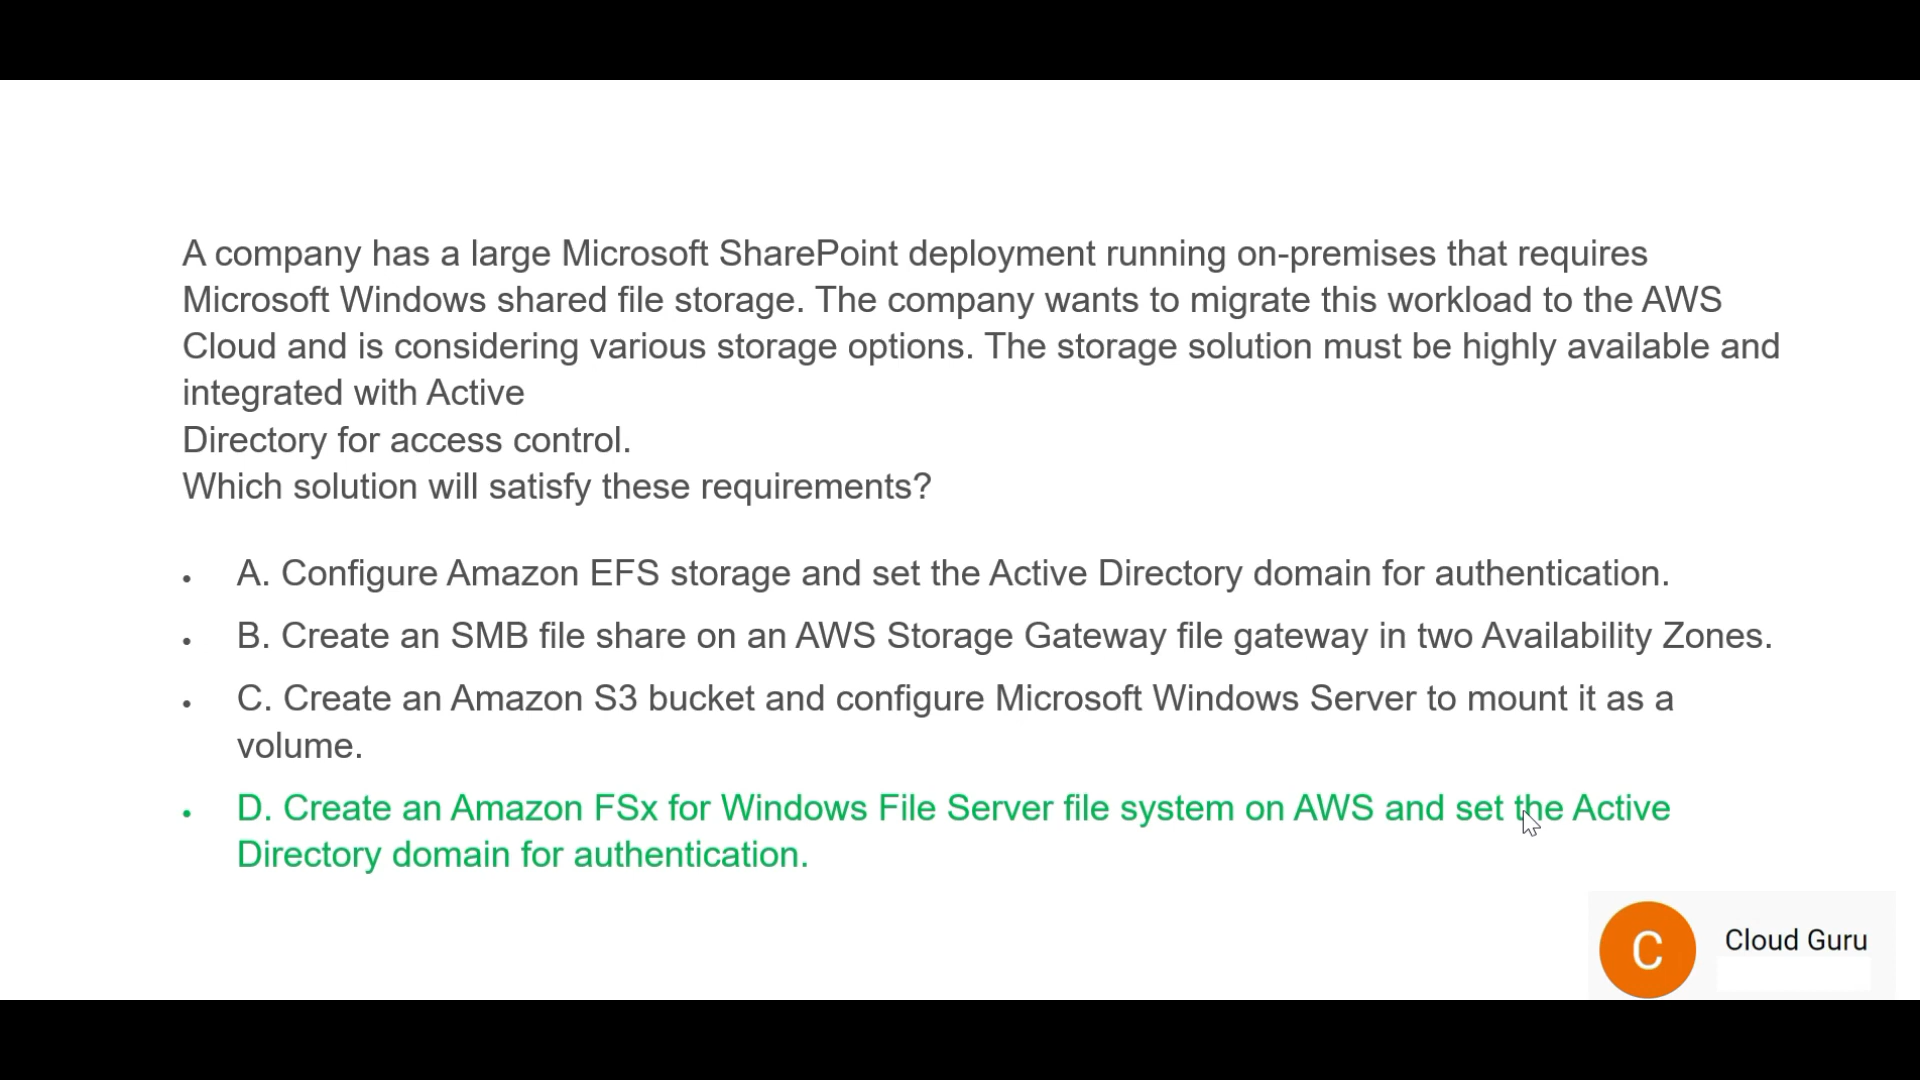 A company has a large Microsoft SharePoint deployment running on-premises that requires
Microsoft Windows shared file storage. The company wants to migrate this workload to the AWS
Cloud and is considering various storage options. The storage solution must be highly available and
integrated with Active
Directory for access control.
Which solution will satisfy these requirements?
• A. Configure Amazon EFS storage and set the Active Directory domain for authentication.
• B. Create an SMB file share on an AWS Storage Gateway file gateway in two Availability Zones.
• C. Create an Amazon S3 bucket and configure Microsoft Windows Server to mount it as a
volume.
• D. Create an Amazon FSx for Windows File Server file system on AWS and set the Active
Directory domain for authentication.
C
Cloud Guru